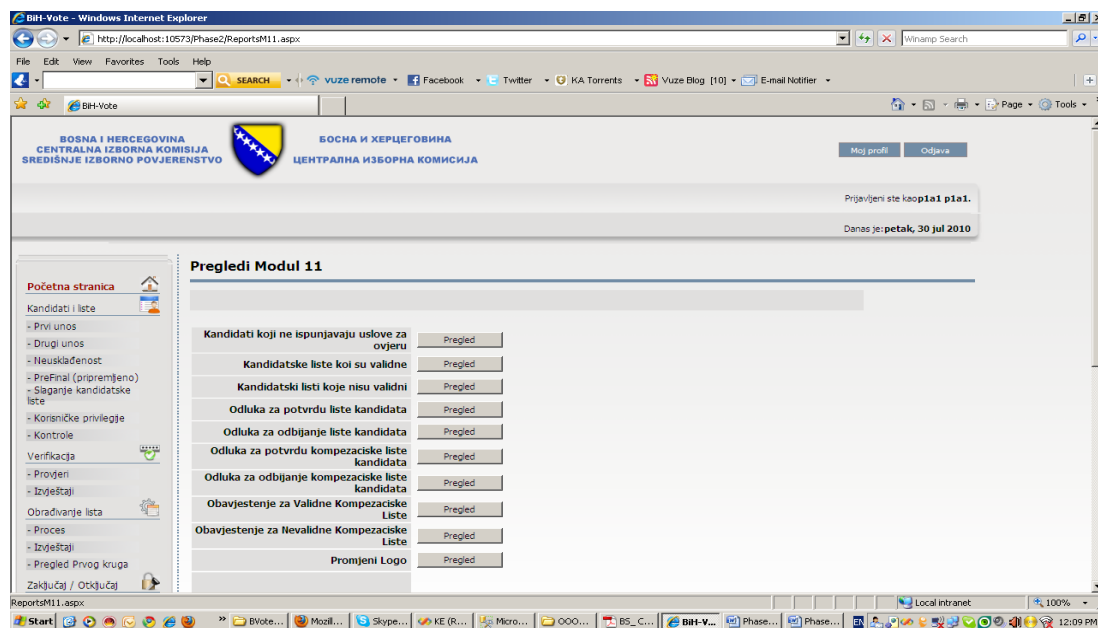 BiH-Vote - Windows Internet Explorer
http://localhost:10573/Phase2/ReportsM11.aspx
Winamp Search
File Edit View Favorites Tools Help
SEARCH vuze remote Facebook Twitter KA Torrents Vuze Blog [10] E-mail Notifier
BiH-Vote
Page Tools
BOSNA I HERCEGOVINA
CENTRALNA IZBORNA KOMISIJA
SREDIŠNJE IZBORNO POVJERENSTVO
БОСНА И ХЕРЦЕГОВИНА
ЦЕНТРАЛНА ИЗБОРНА КОМИСИЈА
Moj profil Odjava
Prijavljeni ste kaop1a1 p1a1.
Danas je:petak, 30 jul 2010
Početna stranica
Kandidati i liste
- Prvi unos
- Drugi unos
- Neusklađenost
- PreFinal (pripremljeno)
- Slaganje kandidatske
liste
- Korisničke privilegije
- Kontrole
Verifikacija
- Provjeri
- Izvještaji
Obrađivanje lista
- Proces
- Izvještaji
- Pregled Prvog kruga
Zaključaj / Otključaj
Pregledi Modul 11
Kandidati koji ne ispunjavaju uslove za
ovjeru
Pregled
Kandidatske liste koi su validne Pregled
Kandidatski listi koje nisu validni Pregled
Odluka za potvrdu liste kandidata Pregled
Odluka za odbijanje liste kandidata Pregled
Odluka za potvrdu kompezaciske liste
kandidata
Pregled
Odluka za odbijanje kompezaciske liste
kandidata
Pregled
Obavjestenje za Validne Kompezaciske
Liste
Pregled
Obavjestenje za Nevalidne Kompezaciske
Liste
Pregled
Promjeni Logo Pregled
ReportsM11.aspx
Local intranet
100%
Start
BVote... Mozill... Skype... KE (R... Micro... OOO... BS_C... BiH-V... Phase... Phase... EN 12:09 PM